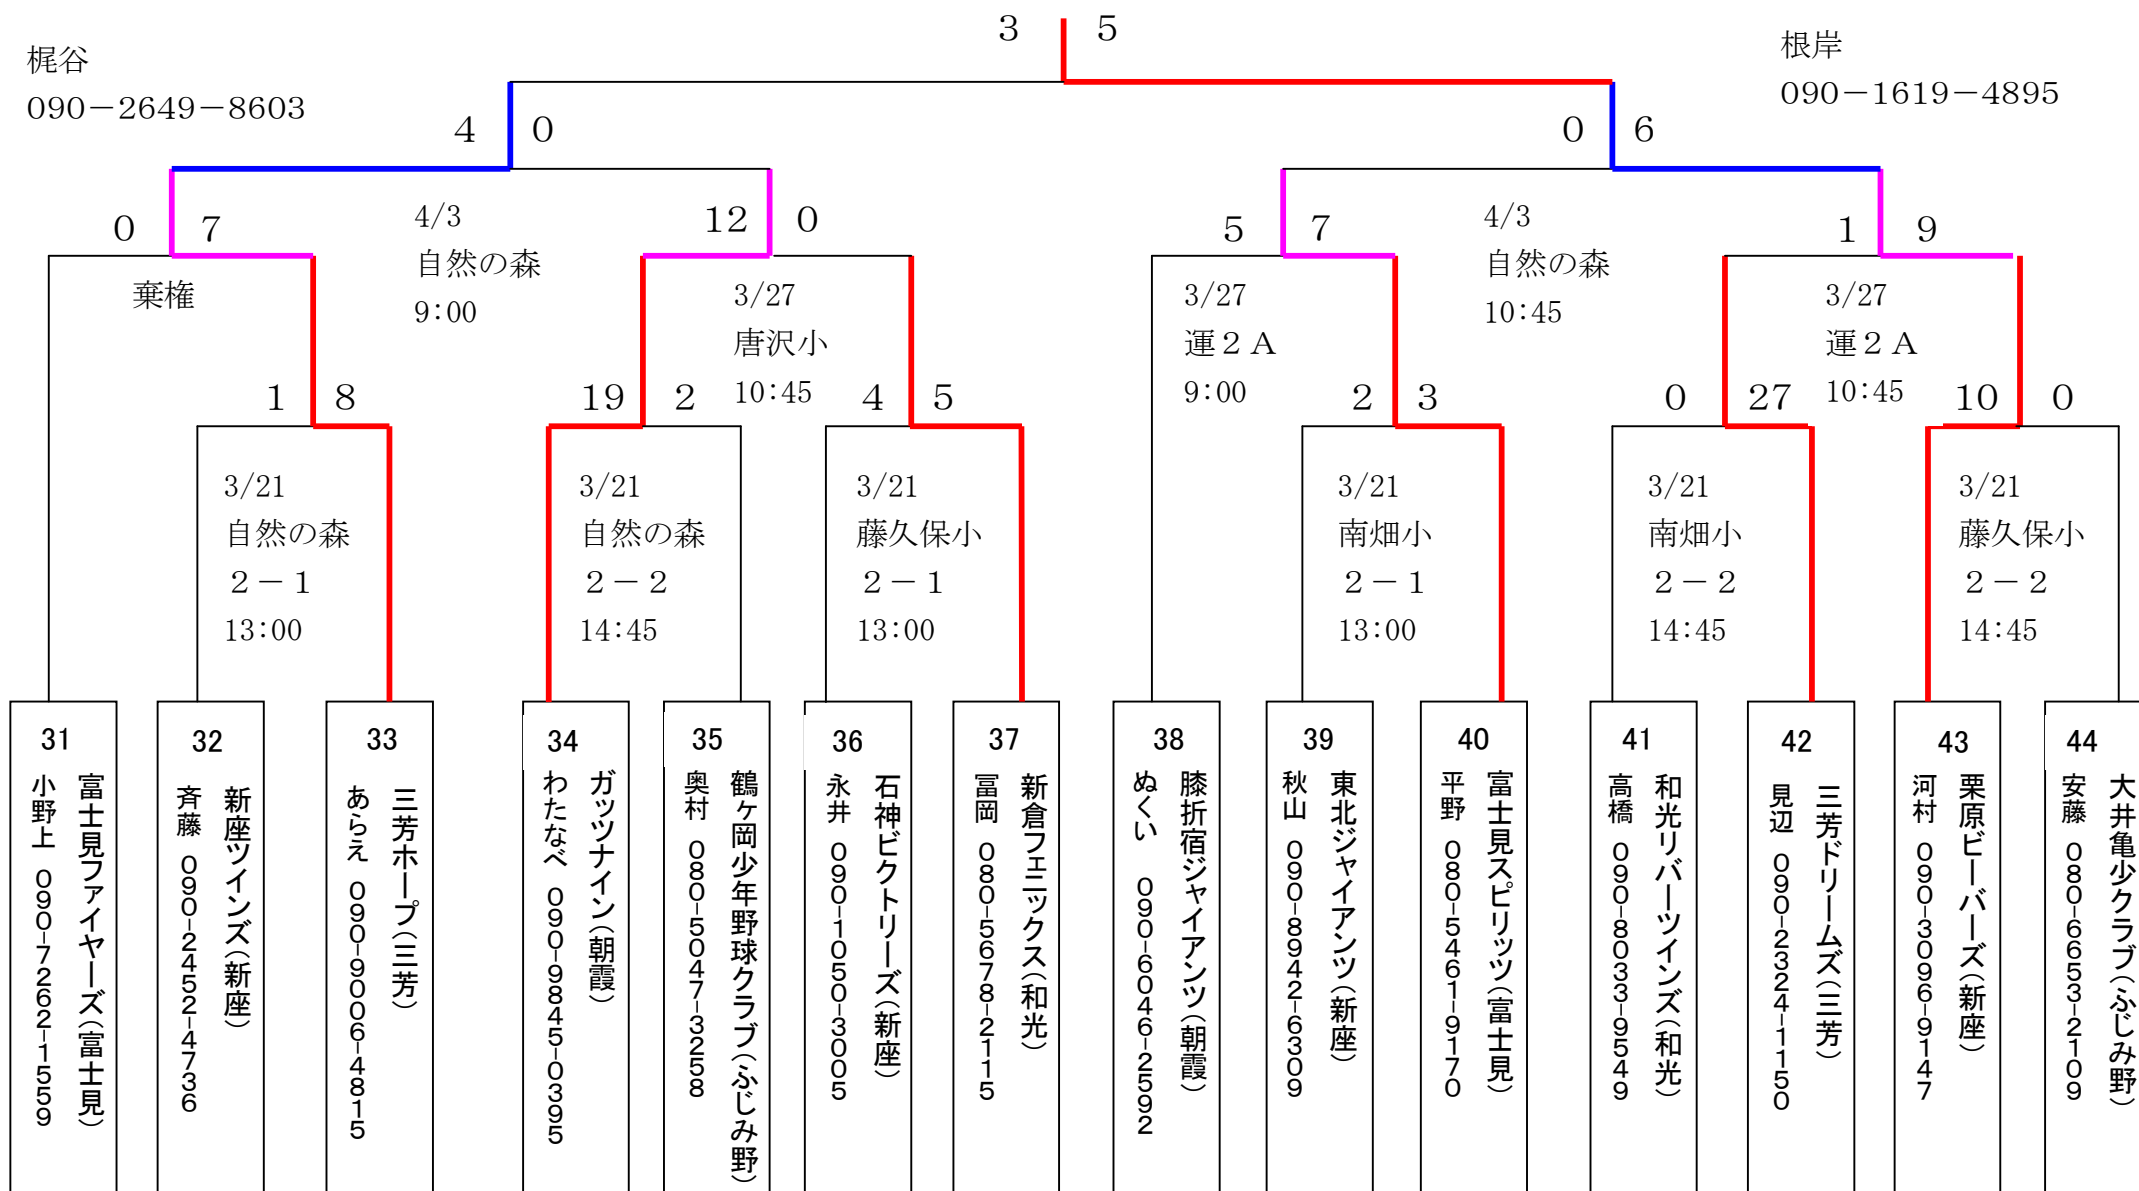 3 5
梶谷
090－2649－8603
根岸
090－1619－4895
4 0
0 6
0 7
4/3
自然の森
9:00
12 0
5 7
4/3
自然の森
10:45
1 9
棄権
3/27
唐沢小
10:45
3/27
運２Ａ
9:00
3/27
運２Ａ
10:45
1 8
19 2
4 5
2 3
0 27
10 0
3/21
自然の森
２－１
13:00
3/21
自然の森
２－２
14:45
3/21
藤久保小
２－１
13:00
3/21
南畑小
２－１
13:00
3/21
南畑小
２－２
14:45
3/21
藤久保小
２－２
14:45
31
富士見ファイヤーズ(富士見)
小野上 090-7262-1559
32
新座ツインズ(新座)
斉藤 090-2452-4736
33
三芳ホープ(三芳)
あらえ 090-9006-4815
34
ガッツナイン(朝霞)
わたなべ 090-9845-0395
35
鶴ヶ岡少年野球クラブ(ふじみ野)
奥村 080-5047-3258
36
石神ビクトリーズ(新座)
永井 090-1050-3005
37
新倉フェニックス(和光)
冨岡 080-5678-2115
38
膝折宿ジャイアンツ(朝霞)
ぬくい 090-6046-2592
39
東北ジャイアンツ(新座)
秋山 090-8942-6309
40
富士見スピリッツ(富士見)
平野 080-5461-9170
41
和光リバーツインズ(和光)
高橋 090-8033-9549
42
三芳ドリームズ(三芳)
見辺 090-2324-1150
43
栗原ビーバーズ(新座)
河村 090-3096-9147
44
大井亀少クラブ(ふじみ野)
安藤 080-6653-2109